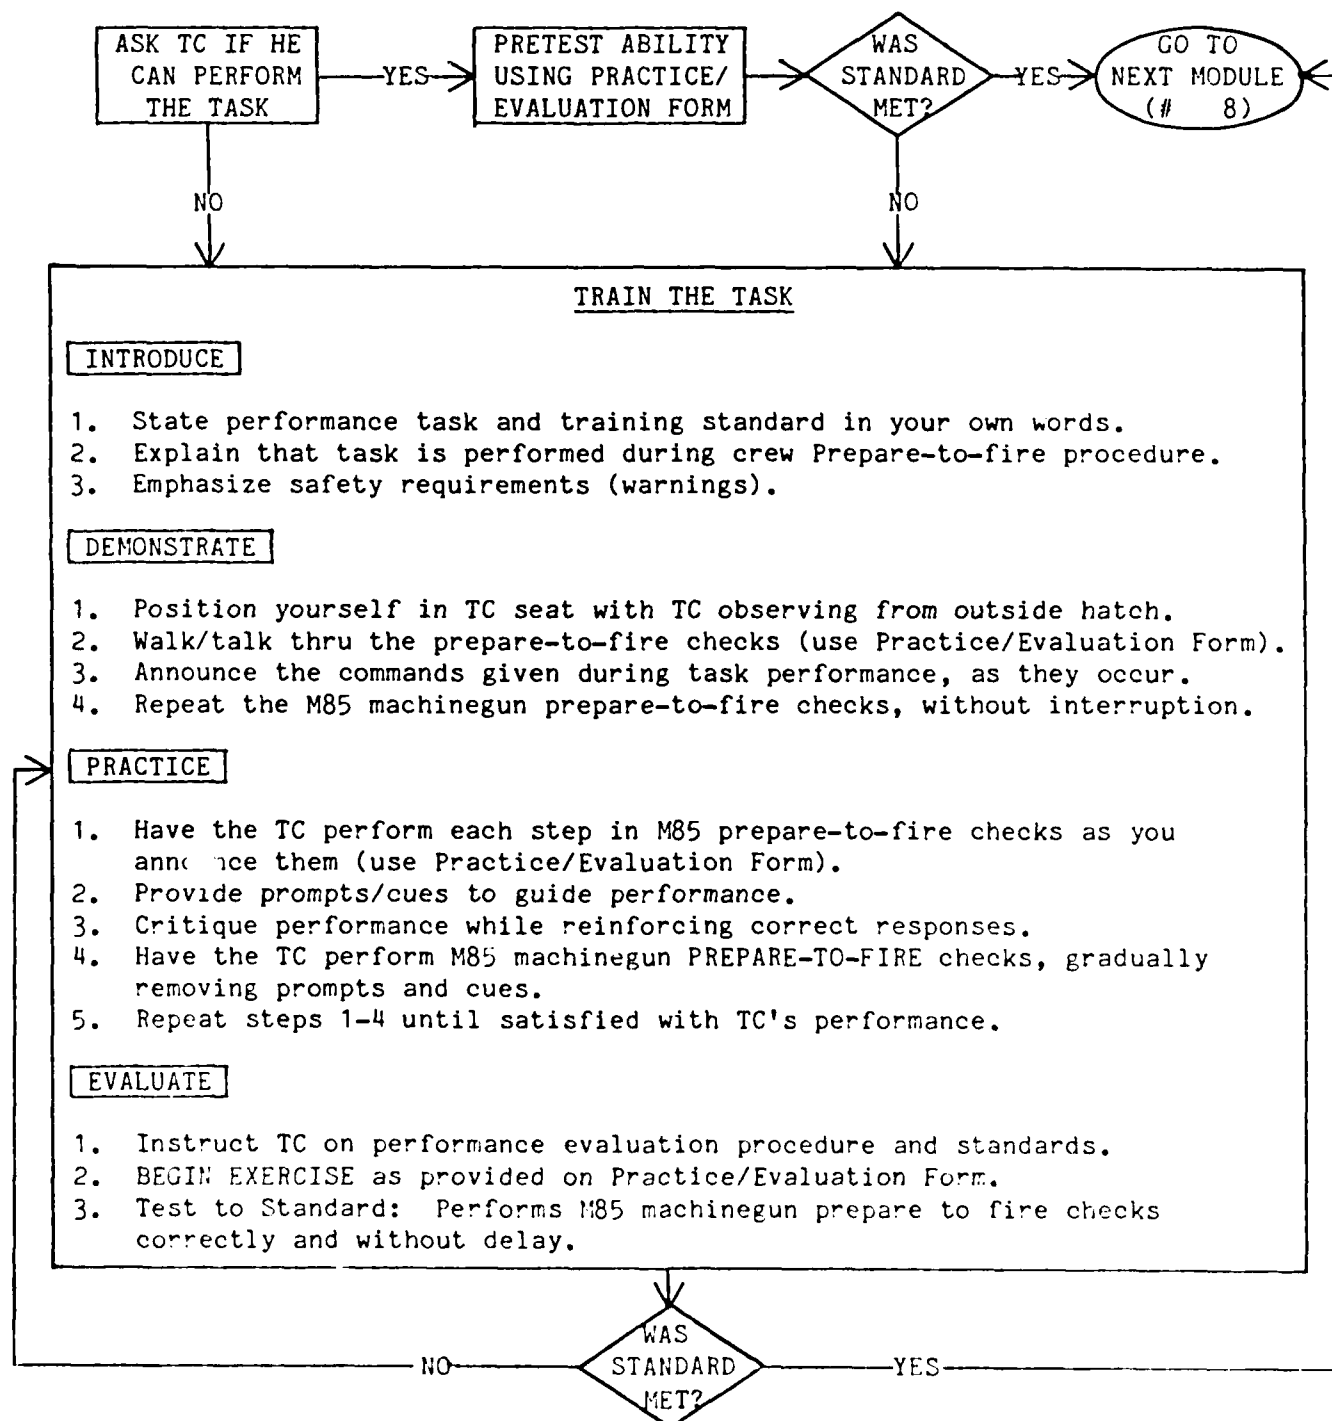 ASK TC IF HE
CAN PERFORM
THE TASK
YES
PRETEST ABILITY
USING PRACTICE/
EVALUATION FORM
WAS
STANDARD
MET?
YES
GO TO
NEXT MODULE
(# 8)
NO
NO
TRAIN THE TASK
INTRODUCE
1. State performance task and training standard in your own words.
2. Explain that task is performed during crew Prepare-to-fire procedure.
3. Emphasize safety requirements (warnings).
DEMONSTRATE
1. Position yourself in TC seat with TC observing from outside hatch.
2. Walk/talk thru the prepare-to-fire checks (use Practice/Evaluation Form).
3. Announce the commands given during task performance, as they occur.
4. Repeat the M85 machinegun prepare-to-fire checks, without interruption.
PRACTICE
1. Have the TC perform each step in M85 prepare-to-fire checks as you
them (use Practice/Evaluation Form).
2. Provide prompts/cues to guide performance.
3. Critique performance while reinforcing correct responses.
4. Have the TC perform M85 machinegun PREPARE-TO-FIRE checks, gradually
removing prompts and cues.
5. Repeat steps 1-4 until satisfied with TC's performance.
EVALUATE
1. Instruct TC on performance evaluation procedure and standards.
2. BEGIN EXERCISE as provided on Practice/Evaluation Form.
3. Test to Standard: Performs M85 machinegun prepare to fire checks
correctly and without delay.
WAS
STANDARD
MET?
NO
YES